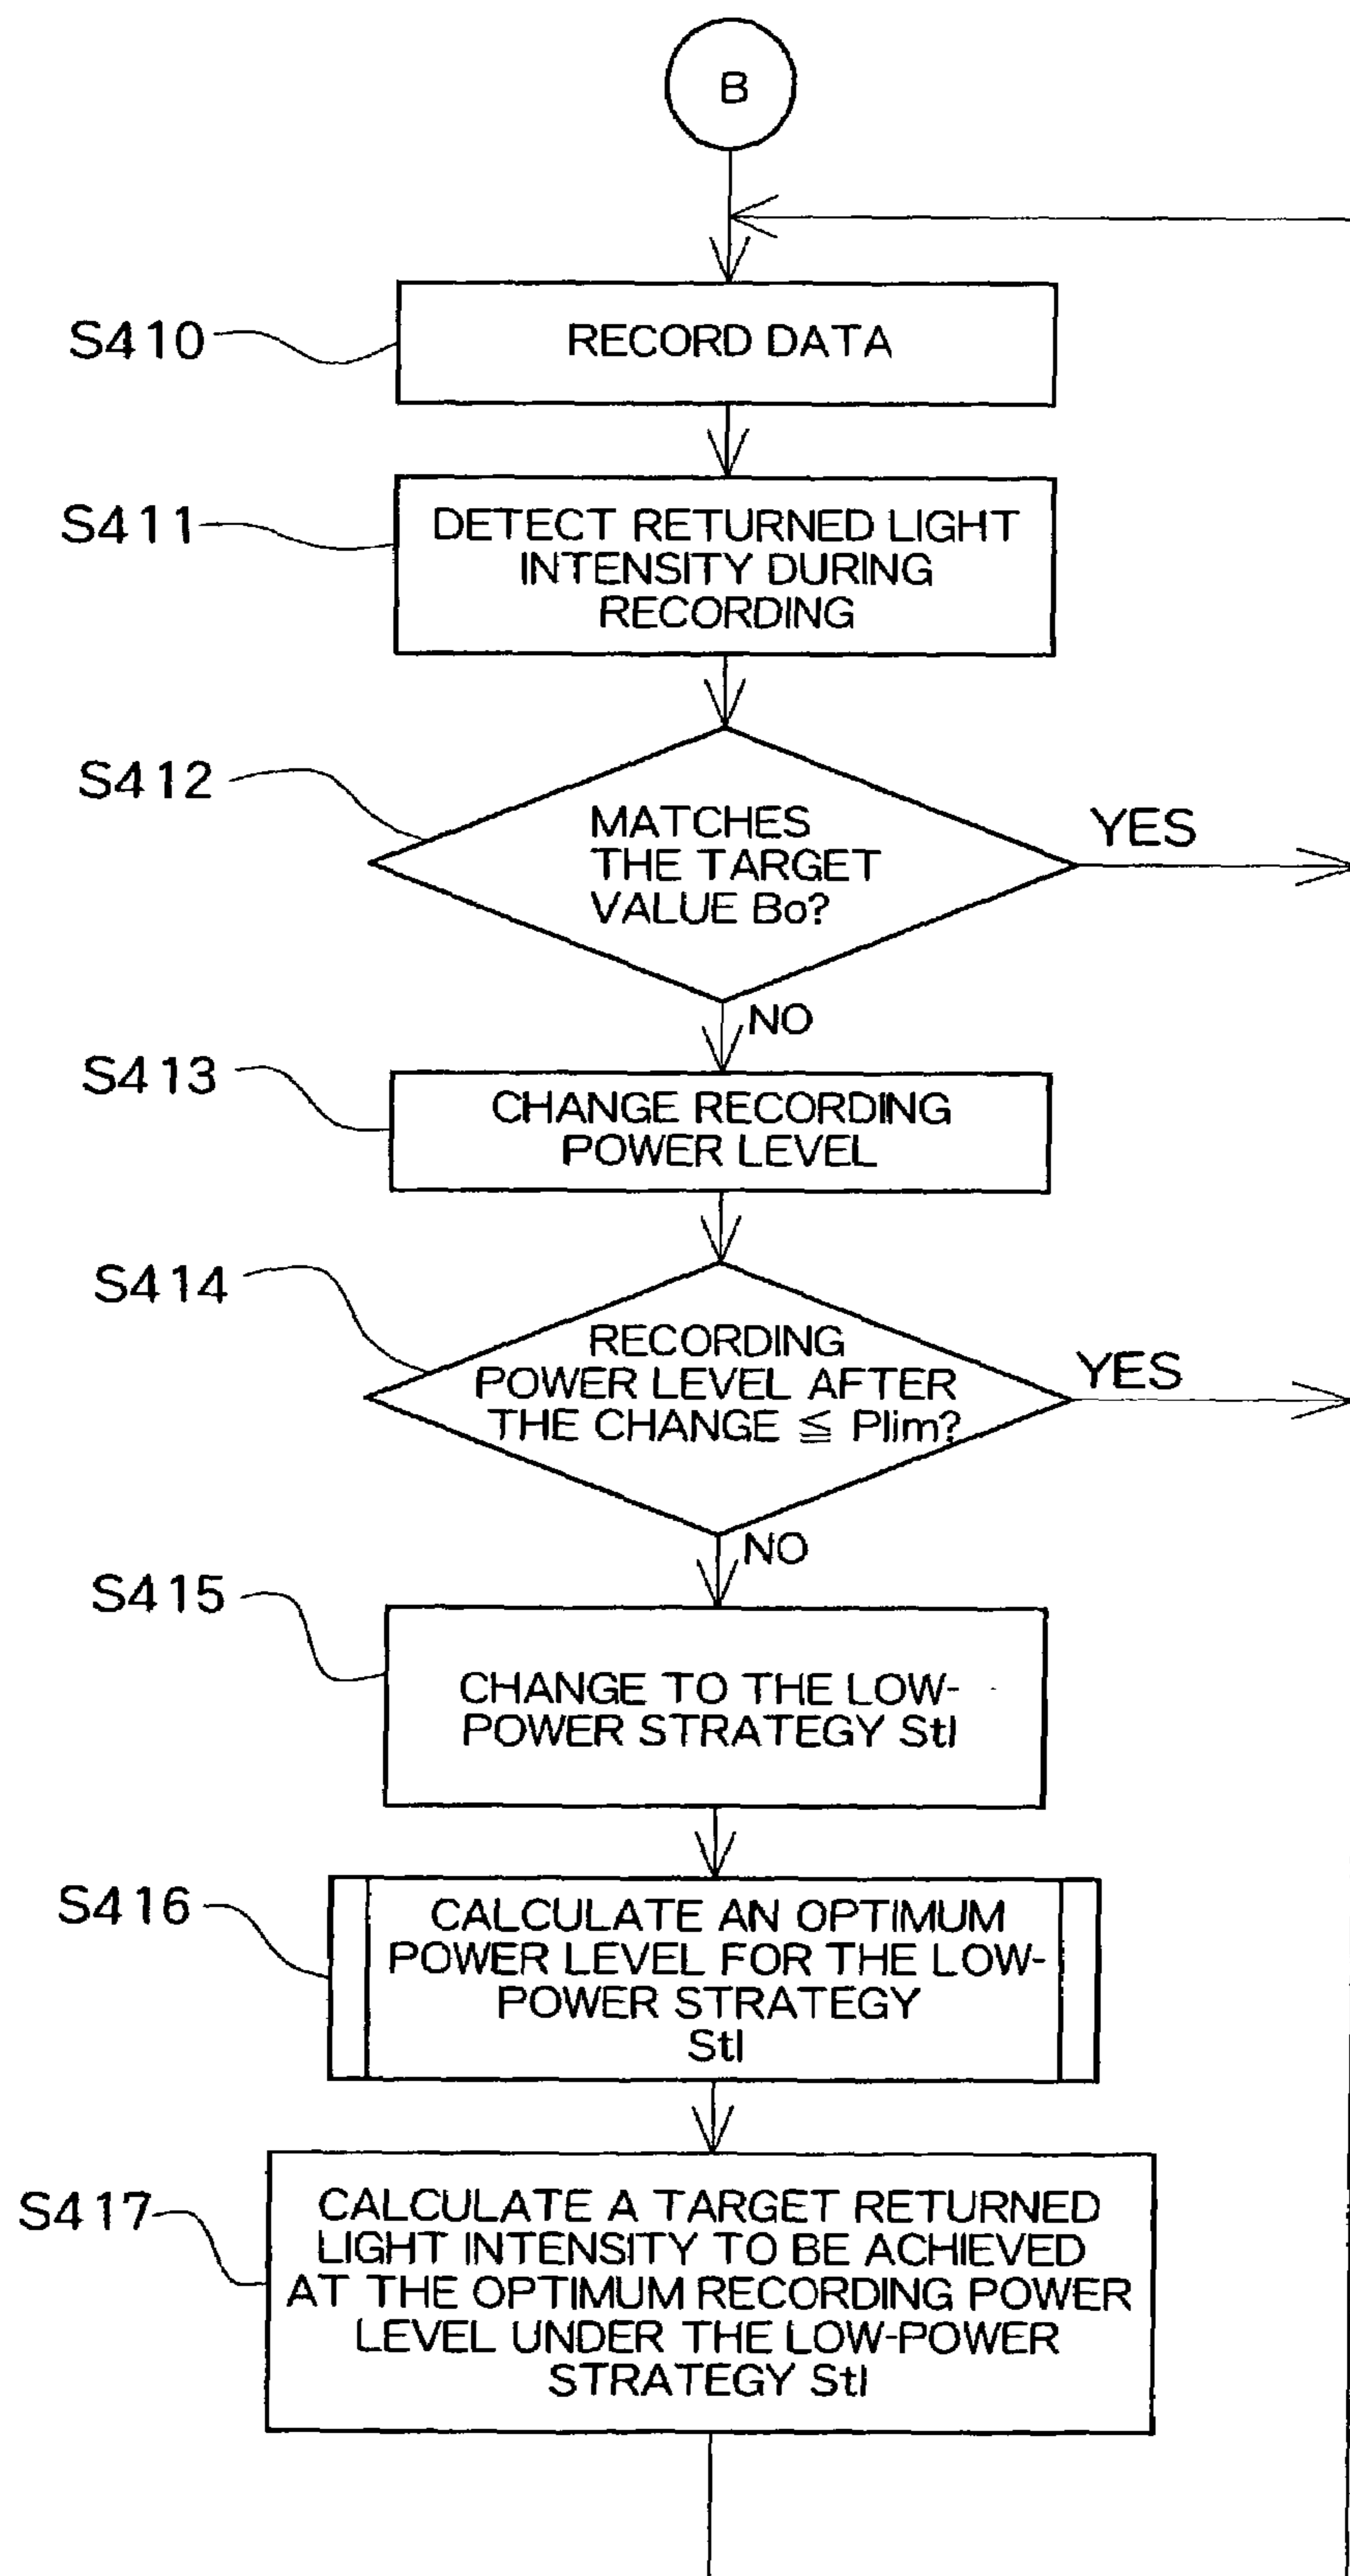 B
S410
RECORD DATA
S411
DETECT RETURNED LIGHT
INTENSITY DURING
RECORDING
S412
MATCHES
THE TARGET
VALUE Bo?
YES
NO
S413
CHANGE RECORDING
POWER LEVEL
S414
RECORDING
POWER LEVEL AFTER
THE CHANGE ≦ Plim?
YES
NO
S415
CHANGE TO THE LOW-
POWER STRATEGY Stl
S416
CALCULATE AN OPTIMUM
POWER LEVEL FOR THE LOW-
POWER STRATEGY
Stl
S417
CALCULATE A TARGET RETURNED
LIGHT INTENSITY TO BE ACHIEVED
AT THE OPTIMUM RECORDING POWER
LEVEL UNDER THE LOW-POWER
STRATEGY Stl